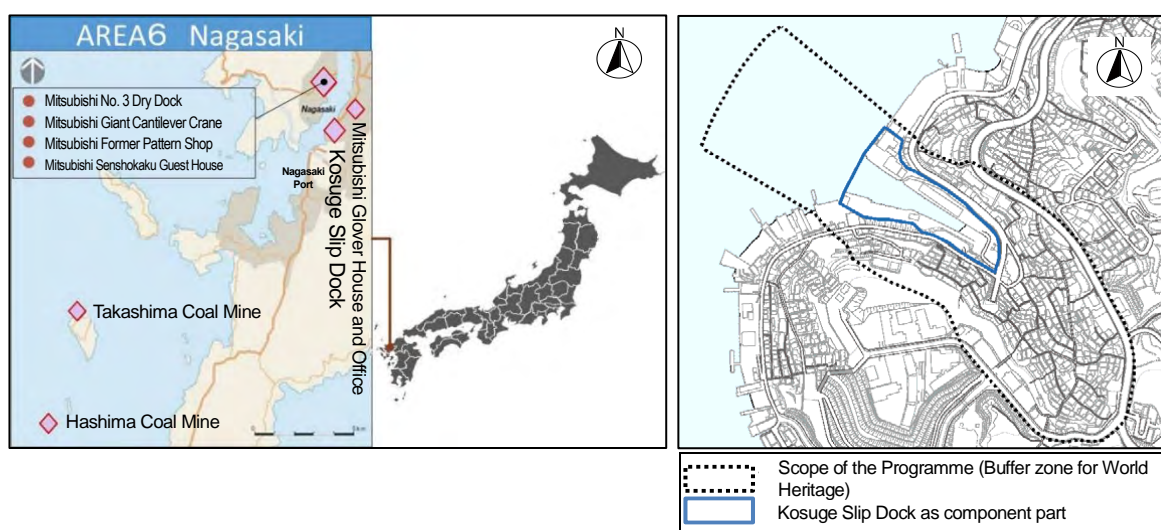 AREA6 Nagasaki
N
Mitsubishi No. 3 Dry Dock
Mitsubishi Giant Cantilever Crane
Mitsubishi Former Pattern Shop
Mitsubishi Senshokaku Guest House
Nagasaki
Nagasaki
Port
Kosuge Slip Dock
Mitsubishi Glover House and Office
Takashima Coal Mine
Hashima Coal Mine
0 5km
N
Scope of the Programme (Buffer zone for World
Heritage)
Kosuge Slip Dock as component part